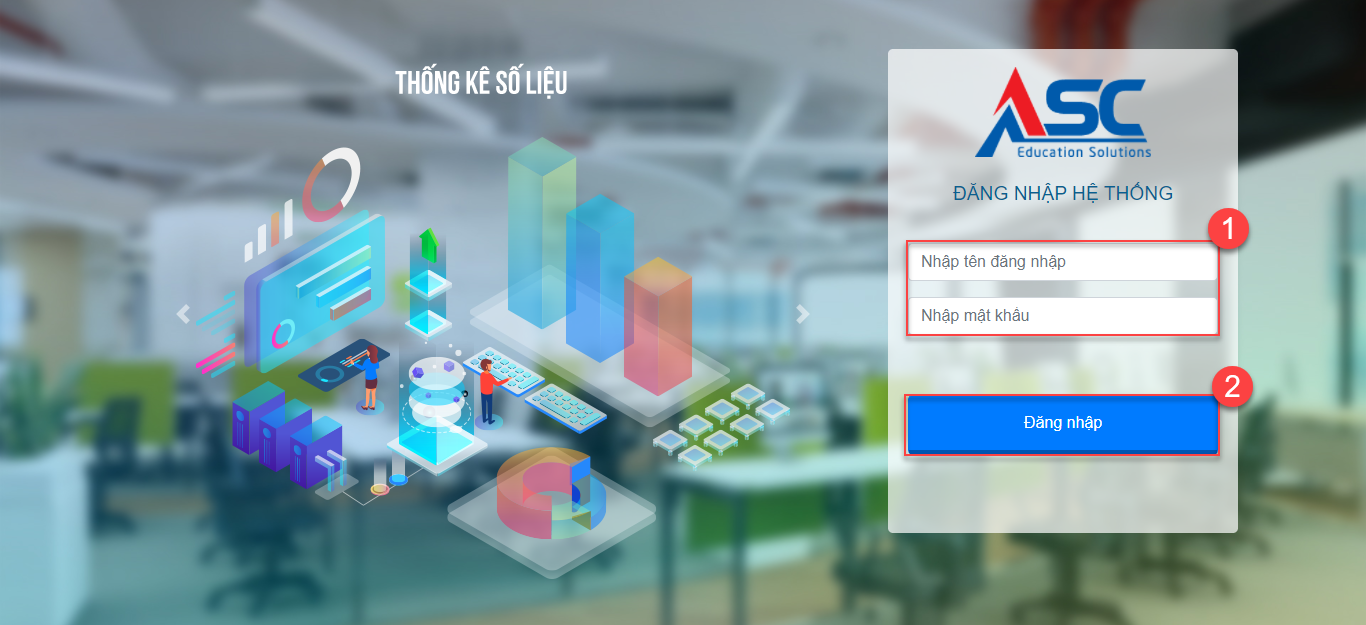 THỐNG KÊ SỐ LIỆU
ASC
Education Solutions
ĐĂNG NHẬP HỆ THỐNG
1
Nhập tên đăng nhập
Nhập mật khẩu
2
Đăng nhập